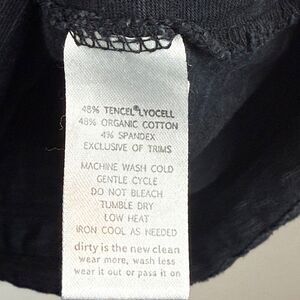 48% TENCEL® LYOCELL
48% ORGANIC COTTON
4% SPANDEX
EXCLUSIVE OF TRIMS
MACHINE WASH COLD
GENTLE CYCLE
DO NOT BLEACH
TUMBLE DRY
LOW HEAT
IRON COOL AS NEEDED
dirty is the new clean
wear more, wash less
wear it out or pass it on